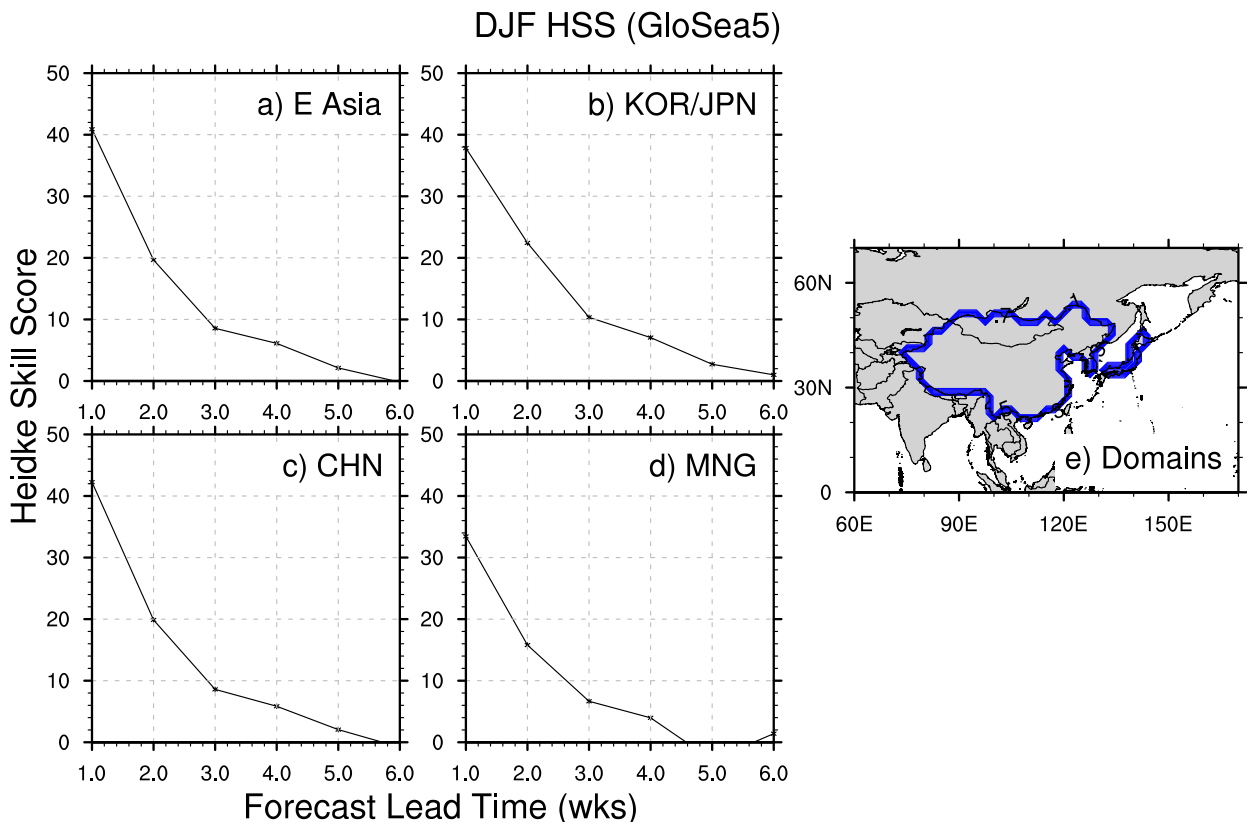 DJF HSS (GloSea5)
Heidke Skill Score
a) E Asia
50
40
30
20
10
0
1.0 2.0 3.0 4.0 5.0 6.0
b) KOR/JPN
50
40
30
20
10
0
1.0 2.0 3.0 4.0 5.0 6.0
c) CHN
50
40
30
20
10
0
1.0 2.0 3.0 4.0 5.0 6.0
d) MNG
50
40
30
20
10
0
1.0 2.0 3.0 4.0 5.0 6.0
Forecast Lead Time (wks)
60N
30N
0
e) Domains
60E 90E 120E 150E